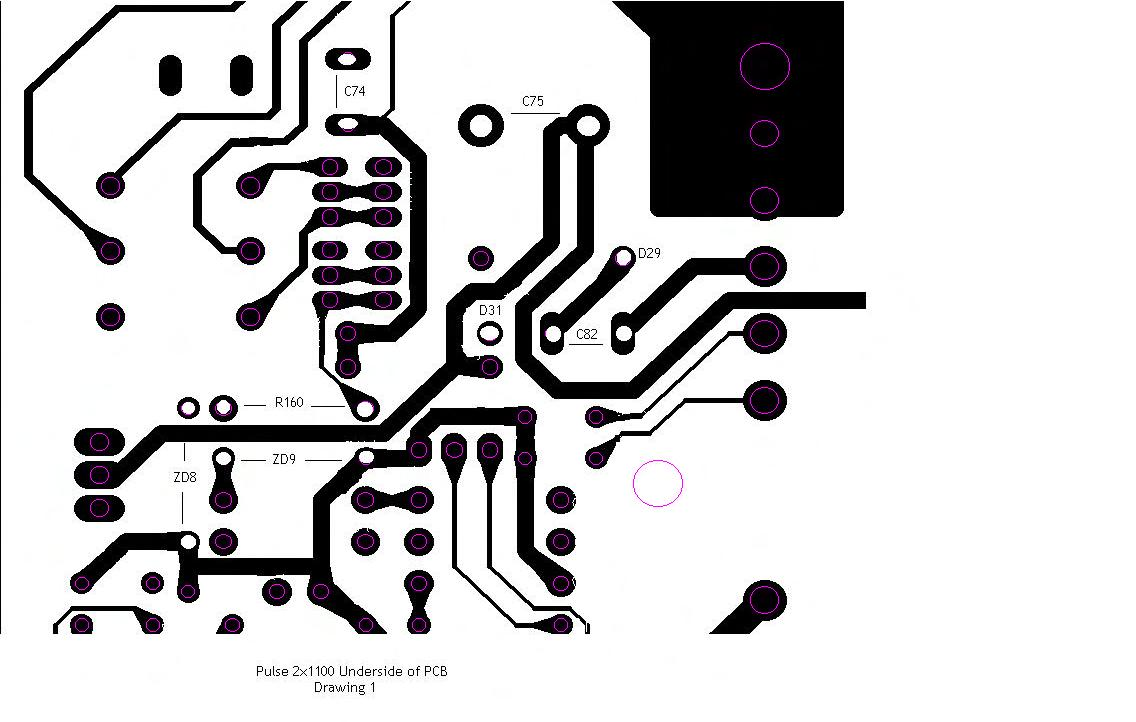 C74
C75
D29
D31
C82
R160
ZD9
ZD8
Pulse 2x1100 Underside of PCB
Drawing 1